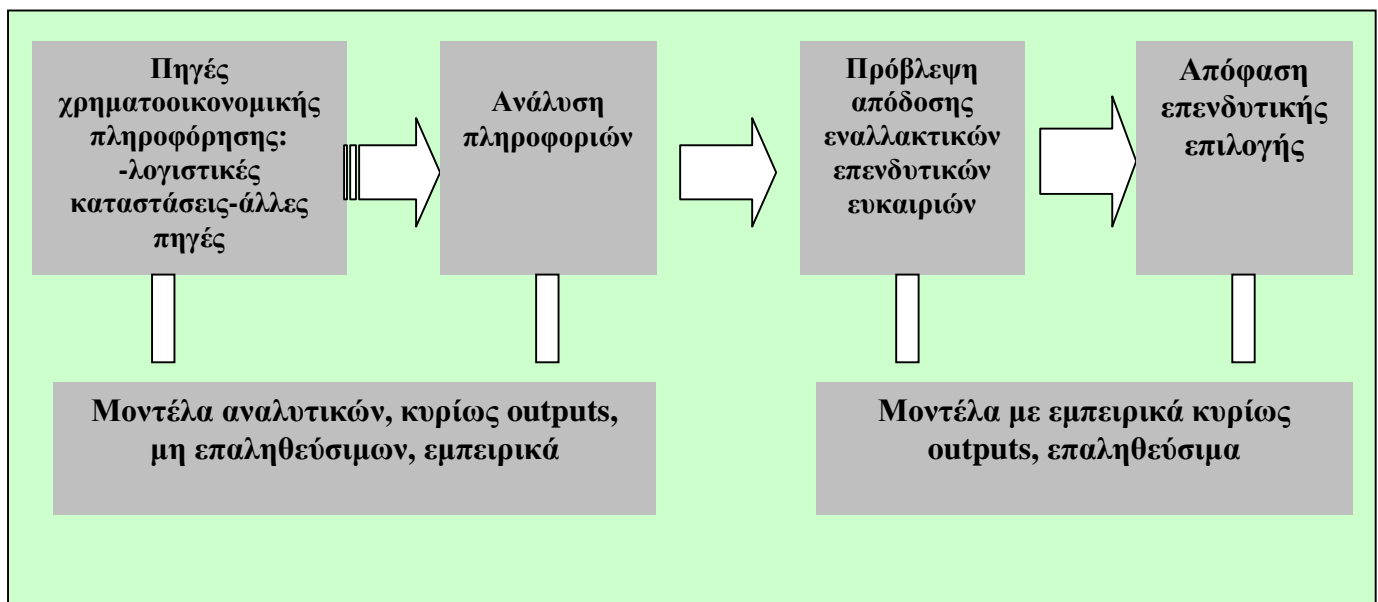 Πηγές
χρηματοοικονομικής
πληροφόρησης:
-λογιστικές
καταστάσεις-άλλες
πηγές
Ανάλυση
πληροφοριών
Πρόβλεψη
απόδοσης
εναλλακτικών
επενδυτικών
ευκαιριών
Απόφαση
επενδυτικής
επιλογής
Μοντέλα αναλυτικών, κυρίως outputs,
μη επαληθεύσιμων, εμπειρικά
Μοντέλα με εμπειρικά κυρίως
outputs, επαληθεύσιμα